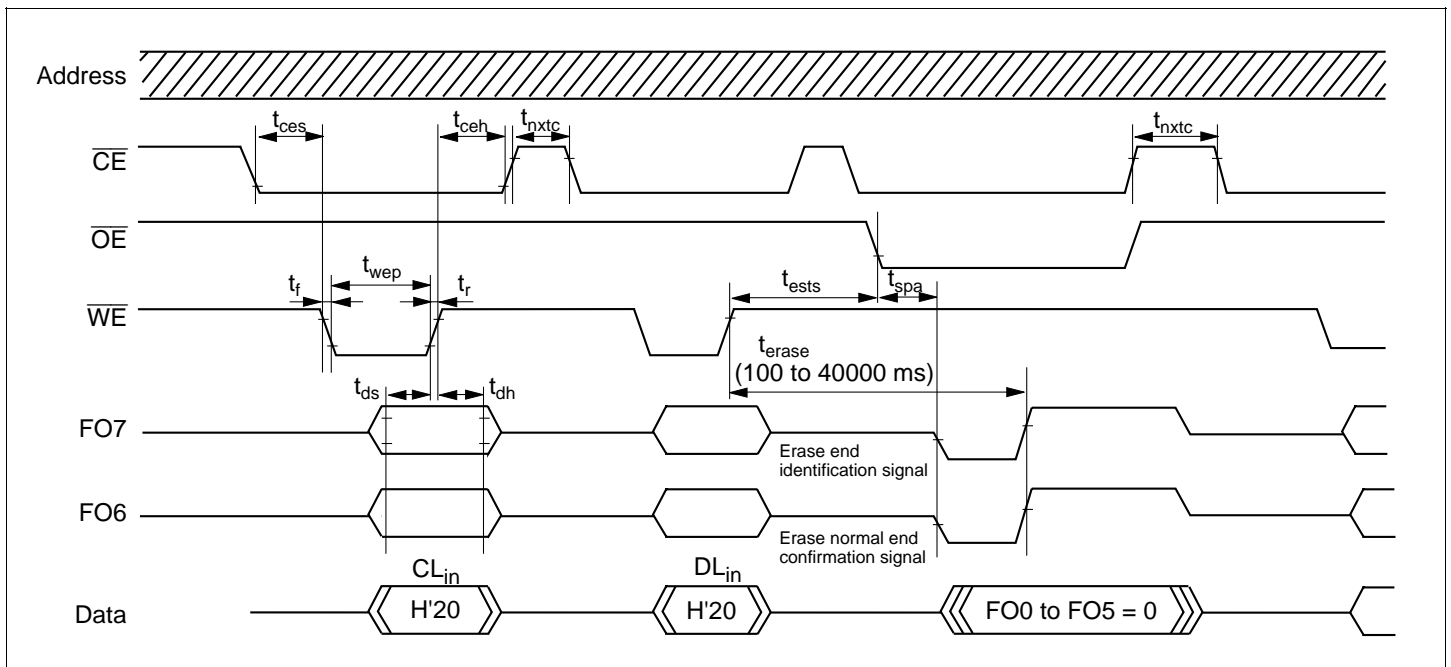 Address
t_ces
t_ceh
t_nxtc
t_nxtc
CE
OE
t_wep
t_f
t_r
t_ests
t_spa
WE
t_erase
(100 to 40000 ms)
t_ds
t_dh
FO7
Erase end
identification signal
FO6
Erase normal end
confirmation signal
CL_in
DL_in
Data
H'20
H'20
FO0 to FO5 = 0